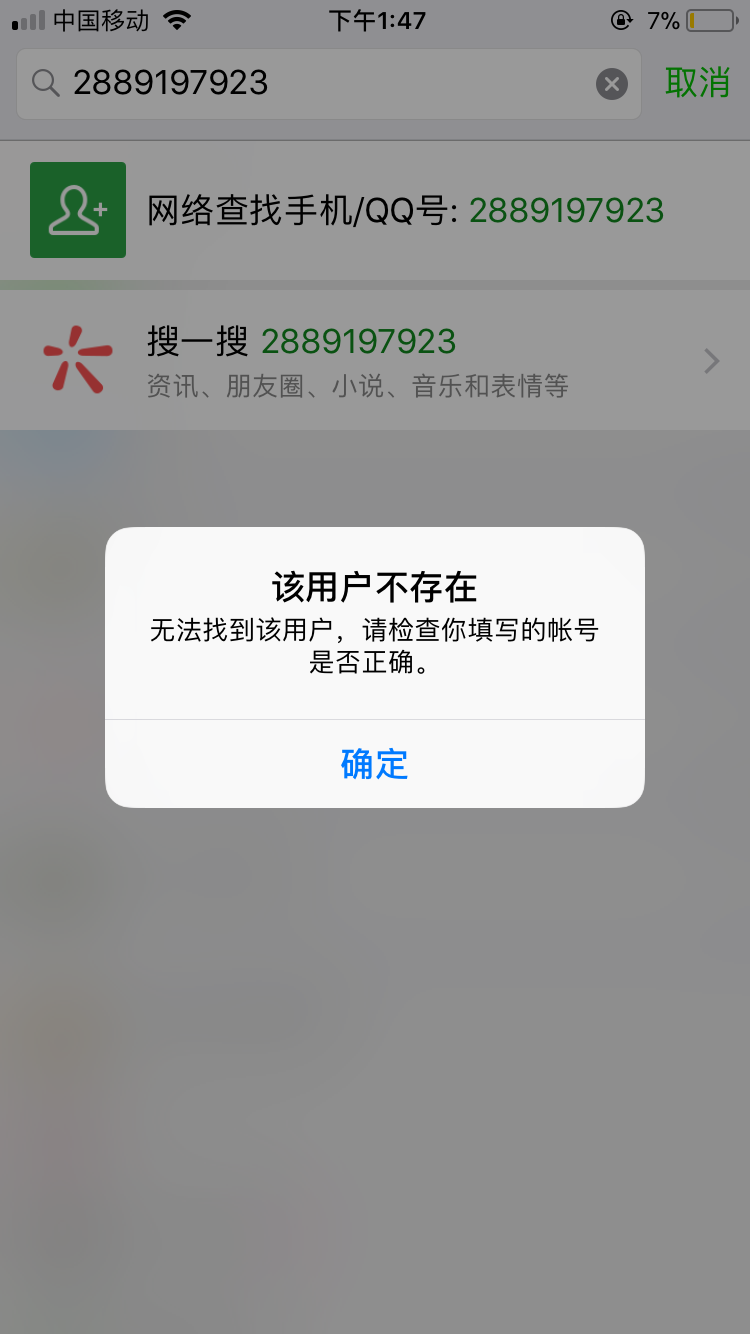 中国移动 下午1:47 7%
2889197923 取消
网络查找手机/QQ号: 2889197923
搜一搜 2889197923
资讯、朋友圈、小说、音乐和表情等
该用户不存在
无法找到该用户，请检查你填写的帐号
是否正确。
确定